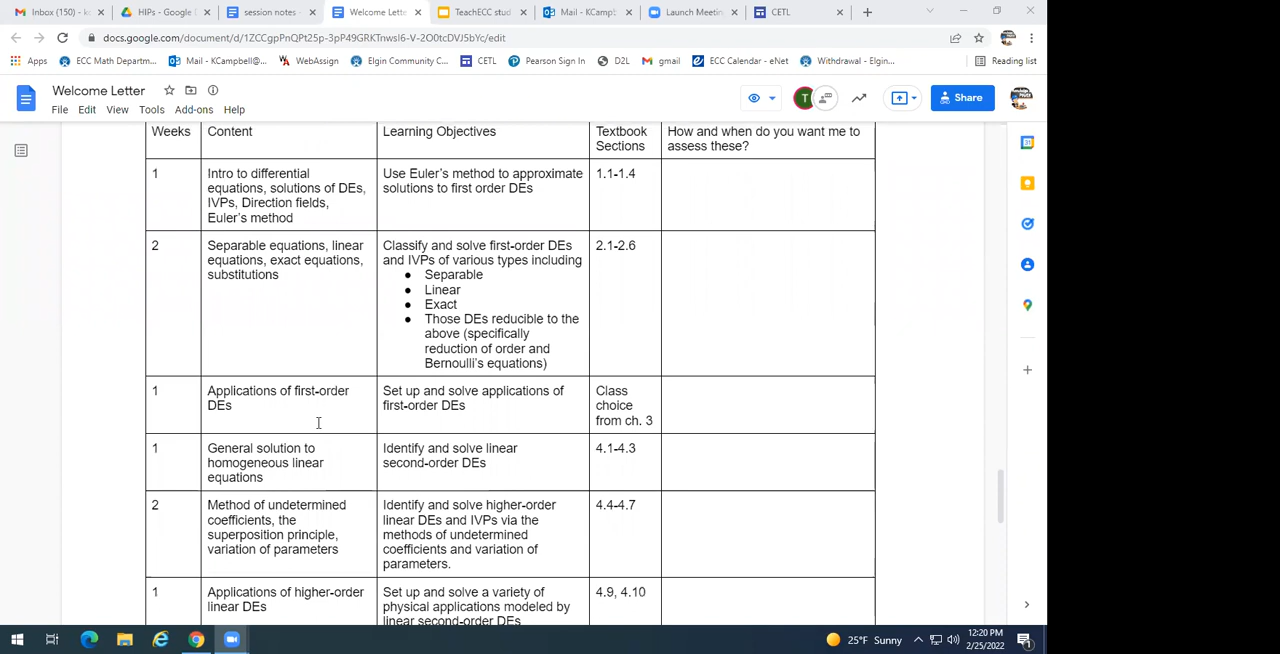 Inbox (150) - kc
HIPs - Google
session notes -
Welcome Lette
TeachECC stud
Mail - KCampb
Launch Meetin
CETL
docs.google.com/document/d/1ZCCgpPnQPt25p-3pP49GRKTnwsI6-V-2O0tcDVJ5bYc/edit
Apps
ECC Math Departm...
Mail - KCampbell@...
WebAssign
Elgin Community C...
CETL
Pearson Sign In
D2L
gmail
ECC Calendar - eNet
Withdrawal - Elgin...
Reading list
Welcome Letter
File Edit View Tools Add-ons Help
T
Share
Weeks
Content
Learning Objectives
Textbook
Sections
How and when do you want me to
assess these?
1
Intro to differential
equations, solutions of DEs,
IVPs, Direction fields,
Euler's method
Use Euler's method to approximate
solutions to first order DEs
1.1-1.4
2
Separable equations, linear
equations, exact equations,
substitutions
Classify and solve first-order DEs
and IVPs of various types including
● Separable
● Linear
● Exact
● Those DEs reducible to the
above (specifically
reduction of order and
Bernoulli's equations)
2.1-2.6
1
Applications of first-order
DEs
Set up and solve applications of
first-order DEs
Class
choice
from ch. 3
1
General solution to
homogeneous linear
equations
Identify and solve linear
second-order DEs
4.1-4.3
2
Method of undetermined
coefficients, the
superposition principle,
variation of parameters
Identify and solve higher-order
linear DEs and IVPs via the
methods of undetermined
coefficients and variation of
parameters.
4.4-4.7
1
Applications of higher-order
linear DEs
Set up and solve a variety of
physical applications modeled by
linear second-order DEs
4.9, 4.10
25°F Sunny
12:20 PM
2/25/2022
1